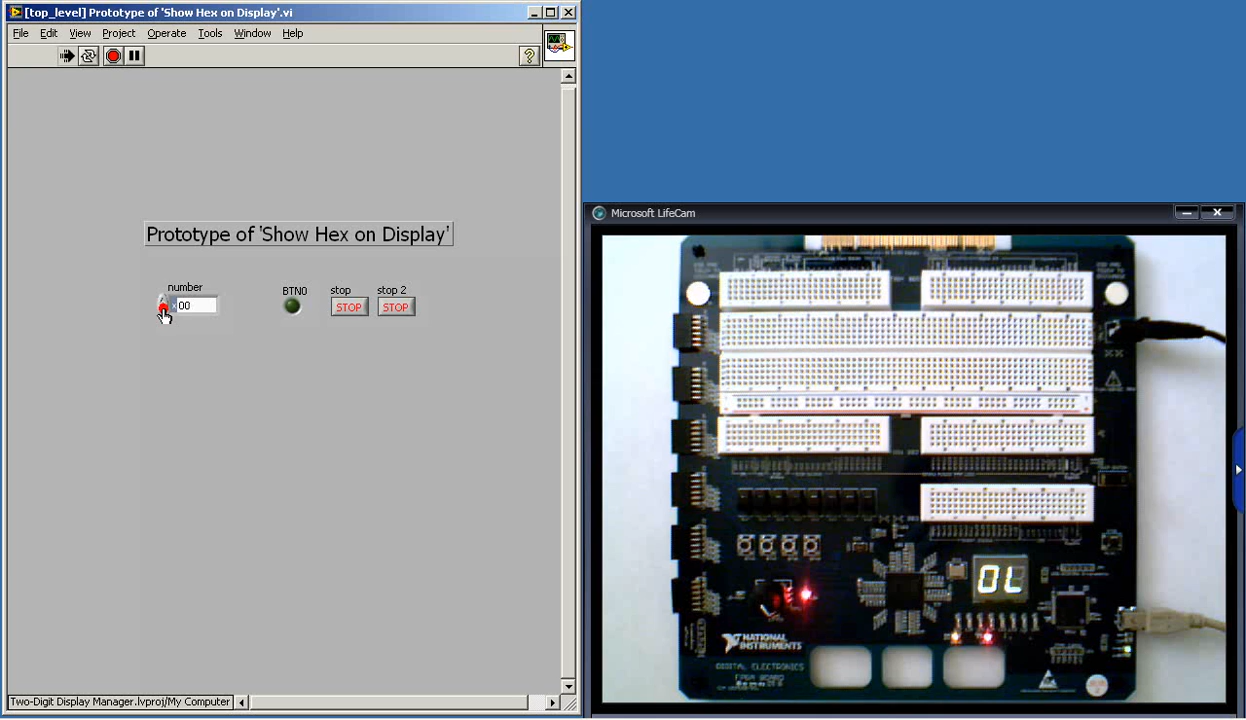 [top_level] Prototype of 'Show Hex on Display'.vi
File Edit View Project Operate Tools Window Help
?
Prototype of 'Show Hex on Display'
number
x 00
BTN0
stop
STOP
stop 2
STOP
Two-Digit Display Manager.lvproj/My Computer
Microsoft LifeCam
0L
NATIONAL INSTRUMENTS
DIGITAL ELECTRONICS
FPGA BOARD